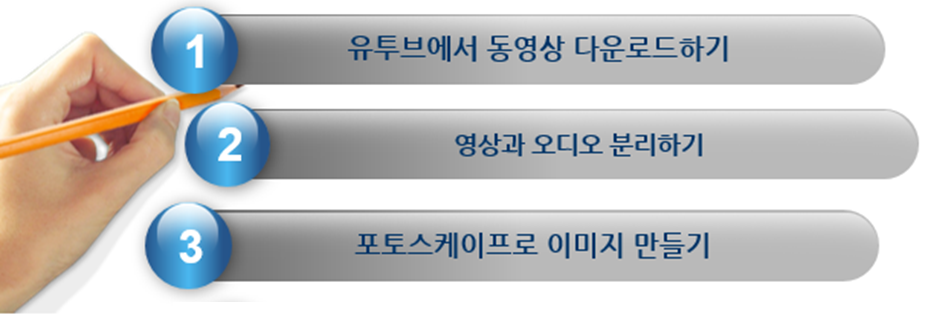 1 유투브에서 동영상 다운로드하기
2 영상과 오디오 분리하기
3 포토스케이프로 이미지 만들기